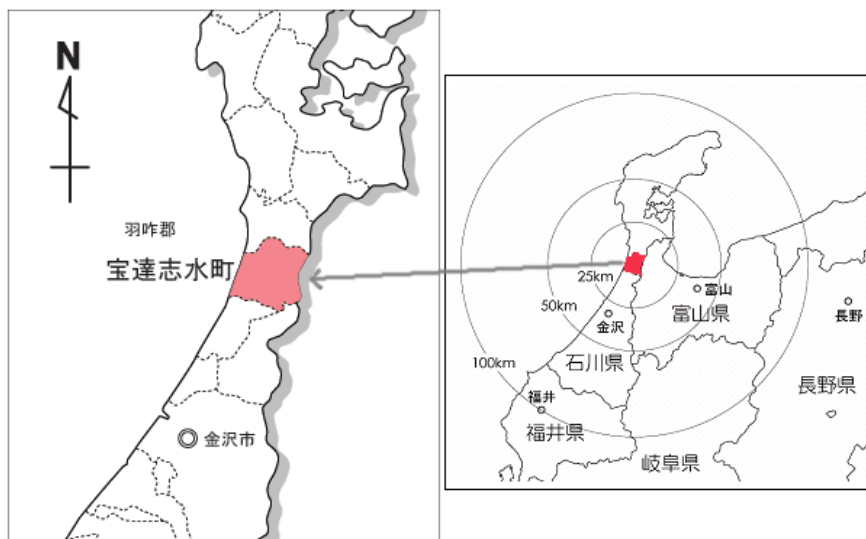 N
羽咋郡
宝達志水町
金沢市
25km
50km
100km
富山
富山県
金沢
石川県
長野
長野県
福井
福井県
岐阜県